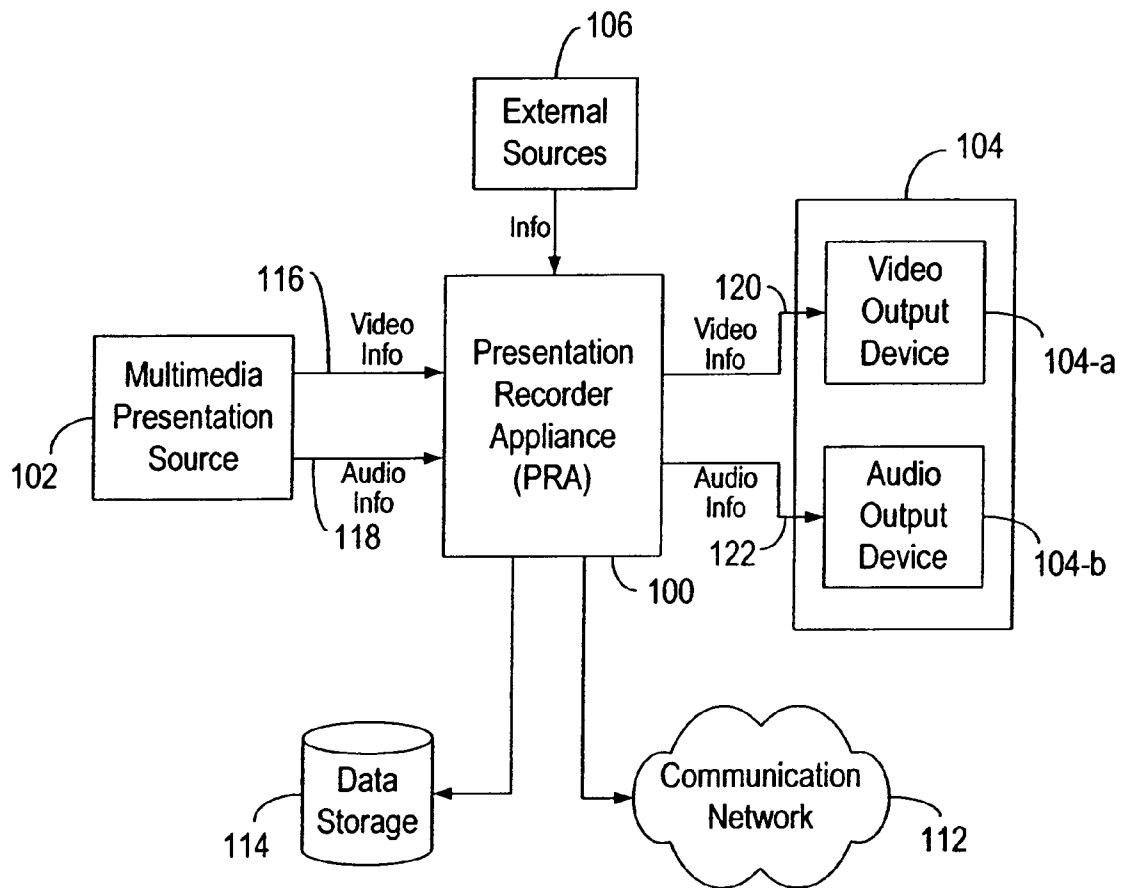 106
External
Sources
Info
104
116
Video
Info
Multimedia
Presentation
Source
102
Audio
Info
118
Presentation
Recorder
Appliance
(PRA)
100
120
Video
Info
Video
Output
Device
104-a
Audio
Info
122
Audio
Output
Device
104-b
Data
Storage
114
Communication
Network
112